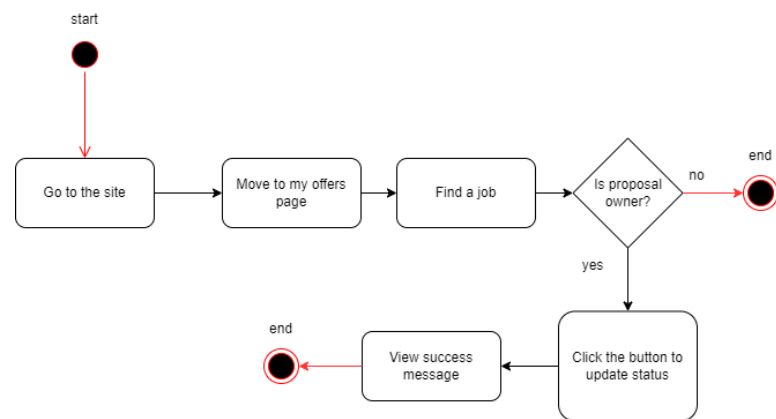 start
Go to the site
Move to my offers
page
Find a job
Is proposal
owner?
no
end
yes
Click the button to
update status
View success
message
end